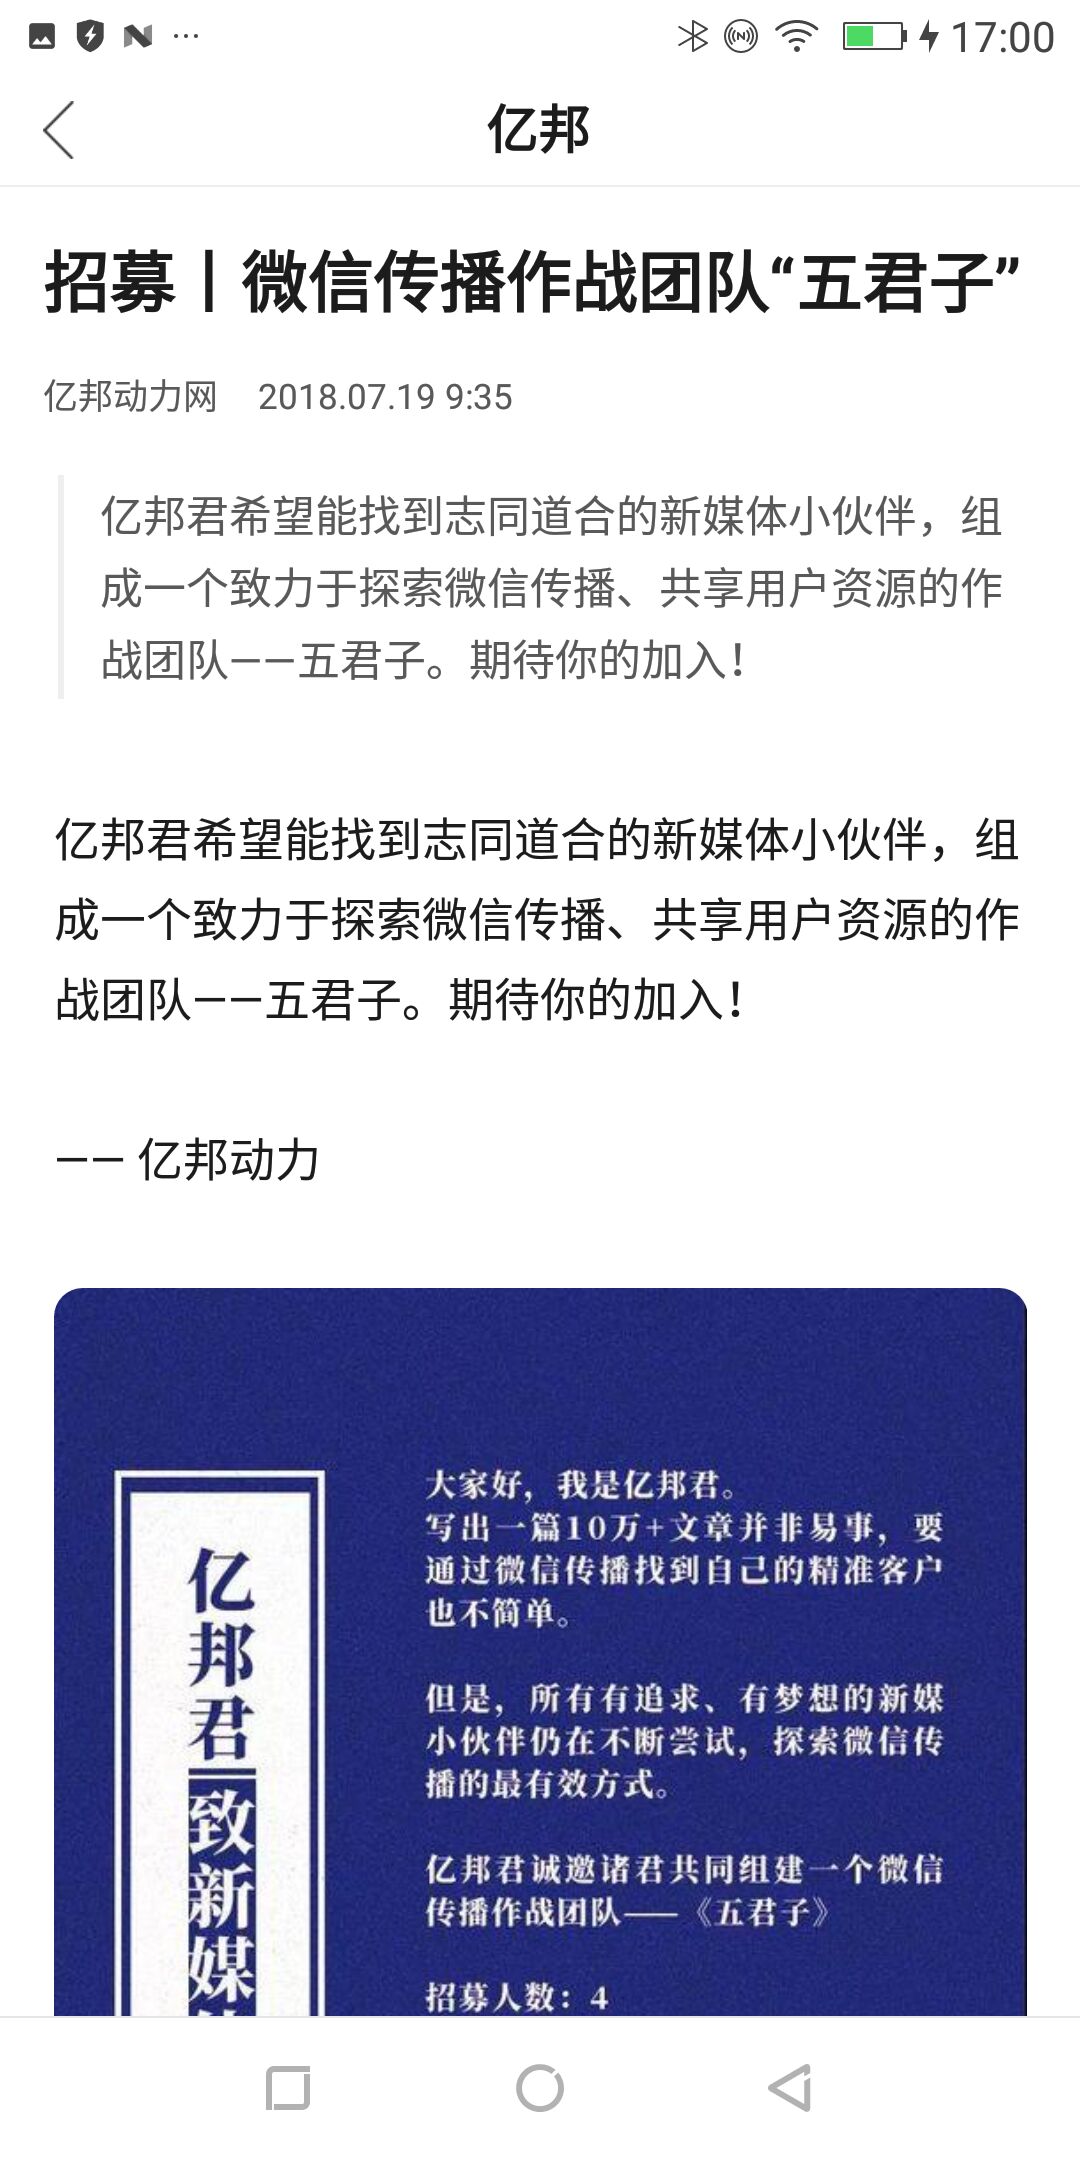 17:00
亿邦
招募丨微信传播作战团队“五君子”
亿邦动力网 2018.07.19 9:35
亿邦君希望能找到志同道合的新媒体小伙伴，组
成一个致力于探索微信传播、共享用户资源的作
战团队——五君子。期待你的加入！
亿邦君希望能找到志同道合的新媒体小伙伴，组
成一个致力于探索微信传播、共享用户资源的作
战团队——五君子。期待你的加入！
—— 亿邦动力
亿邦君|致新媒
大家好，我是亿邦君。
写出一篇10万+文章并非易事，要
通过微信传播找到自己的精准客户
也不简单。
但是，所有有追求、有梦想的新媒
小伙伴仍在不断尝试，探索微信传
播的最有效方式。
亿邦君诚邀诸君共同组建一个微信
传播作战团队——《五君子》
招募人数：4